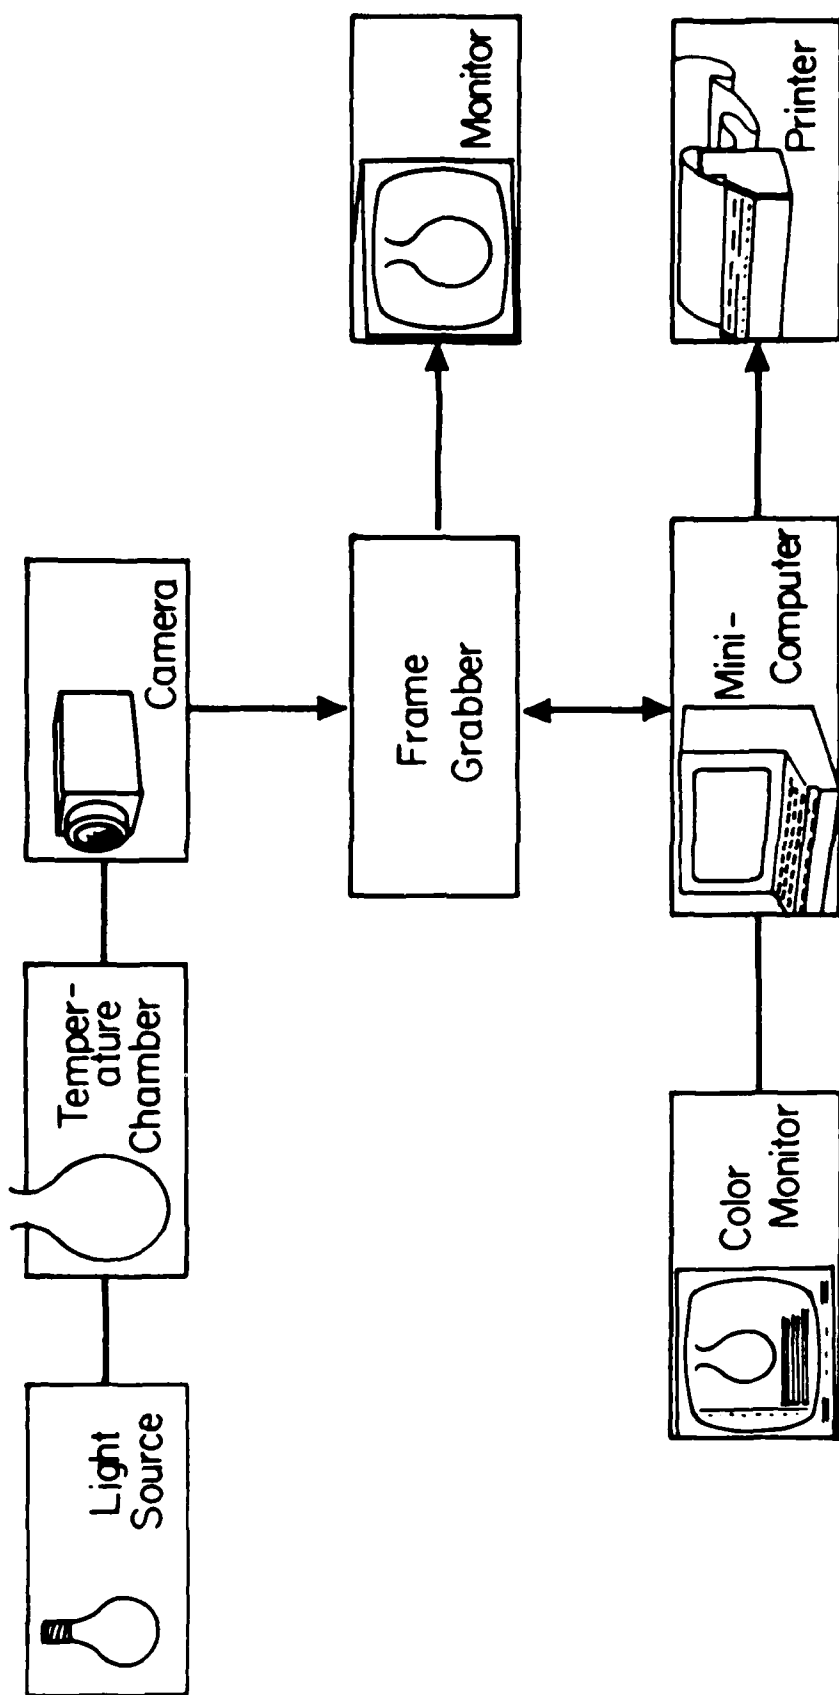 Light
Source
Temper-
ature
Chamber
Camera
Frame
Grabber
Monitor
Color
Monitor
Mini-
Computer
Printer